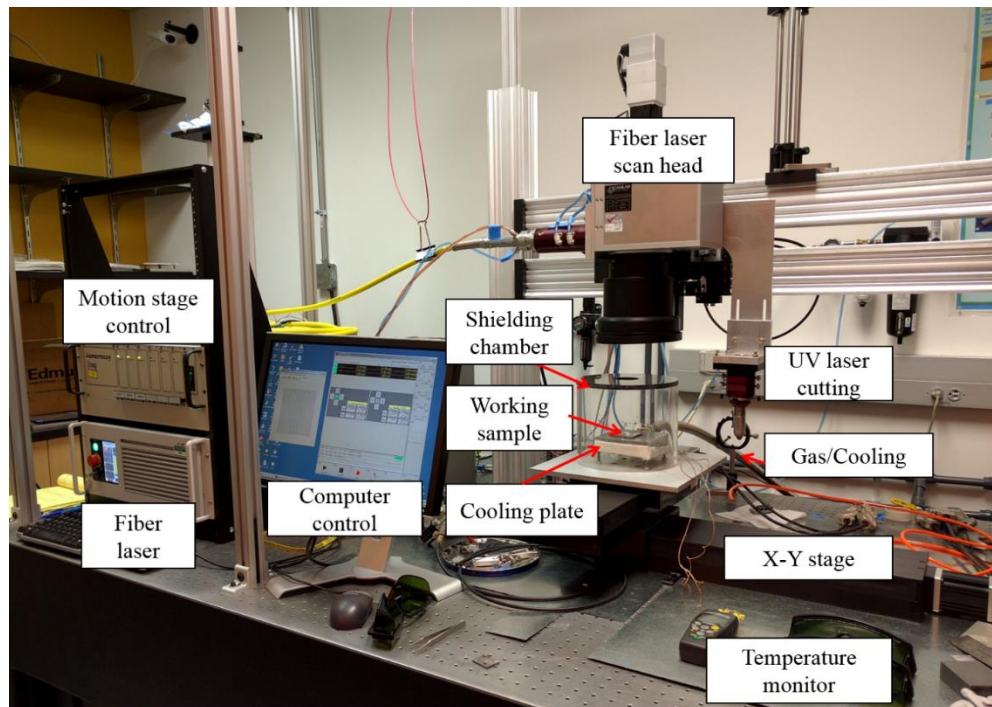 Fiber laser
scan head
Motion stage
control
Shielding
chamber
UV laser
cutting
Working
sample
Gas/Cooling
Computer
control
Cooling plate
Fiber
laser
X-Y stage
Temperature
monitor
Edmu